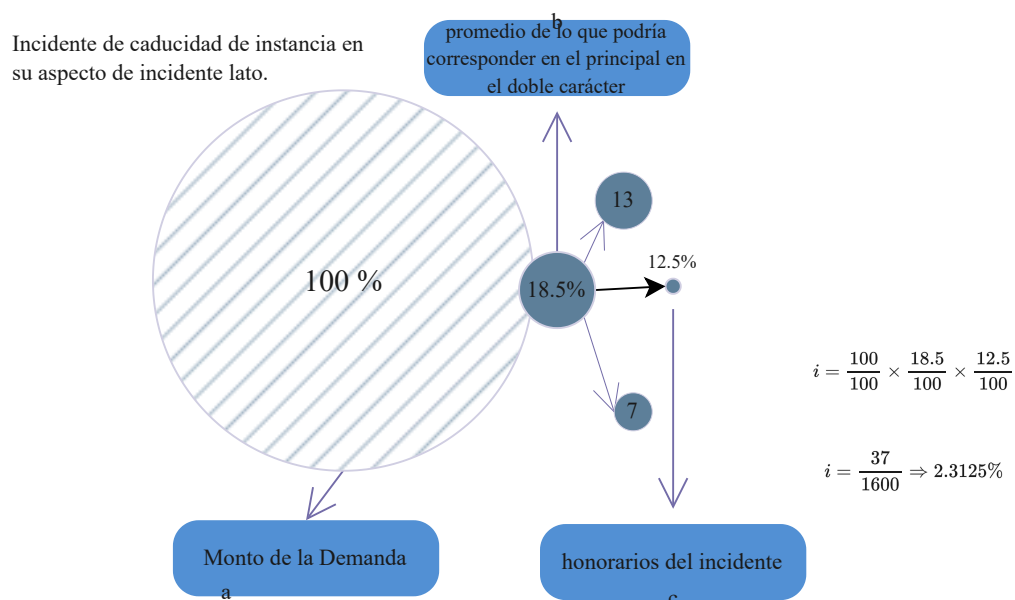 Incidente de caducidad de instancia en
su aspecto de incidente lato.
b
promedio de lo que podría
corresponder en el principal en
el doble carácter
13
12.5%
100 %
18.5%
7
i = 100/100 × 18.5/100 × 12.5/100
i = 37/1600 ⇒ 2.3125%
Monto de la Demanda
a
honorarios del incidente
c